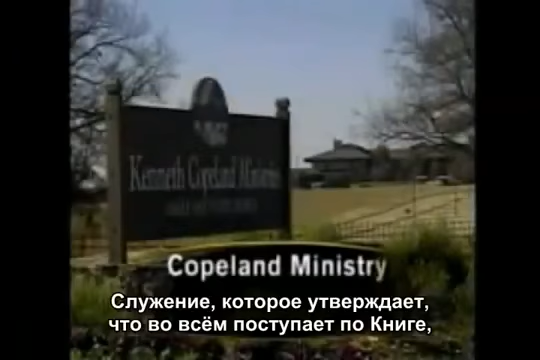 Kenneth Copeland Ministries
Copeland Ministry
Служение, которое утверждает,
что во всём поступает по Книге,